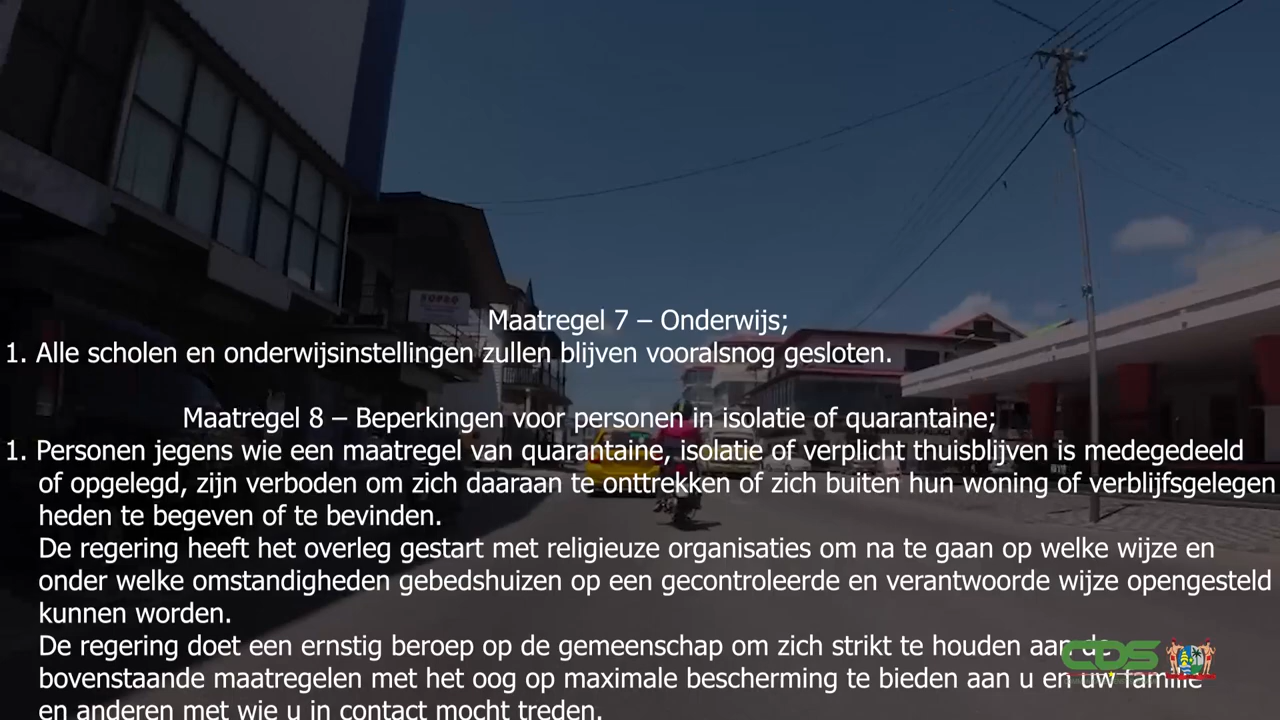 Maatregel 7 – Onderwijs;
1. Alle scholen en onderwijsinstellingen zullen blijven vooralsnog gesloten.
Maatregel 8 – Beperkingen voor personen in isolatie of quarantaine;
1. Personen jegens wie een maatregel van quarantaine, isolatie of verplicht thuisblijven is medegedeeld
of opgelegd, zijn verboden om zich daaraan te onttrekken of zich buiten hun woning of verblijfsgelegen
heden te begeven of te bevinden.
De regering heeft het overleg gestart met religieuze organisaties om na te gaan op welke wijze en
onder welke omstandigheden gebedshuizen op een gecontroleerde en verantwoorde wijze opengesteld
kunnen worden.
De regering doet een ernstig beroep op de gemeenschap om zich strikt te houden aan de
bovenstaande maatregelen met het oog op maximale bescherming te bieden aan u en uw familie
en anderen met wie u in contact mocht treden.
CDS